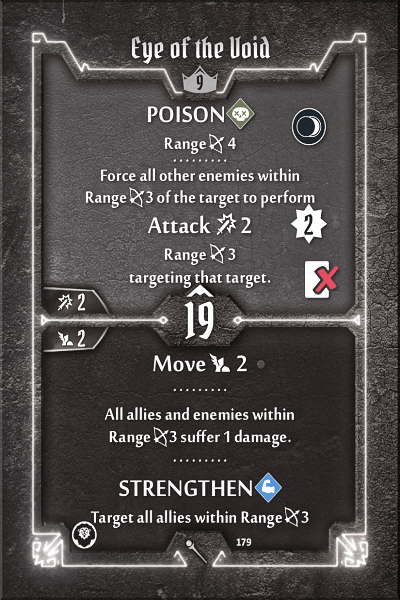 Eye of the Void
9
POISON
Range 4
Force all other enemies within
Range 3 of the target to perform
Attack 2
2
Range 3
targeting that target.
2
19
2
Move 2
All allies and enemies within
Range 3 suffer 1 damage.
STRENGTHEN
Target all allies within Range 3
179